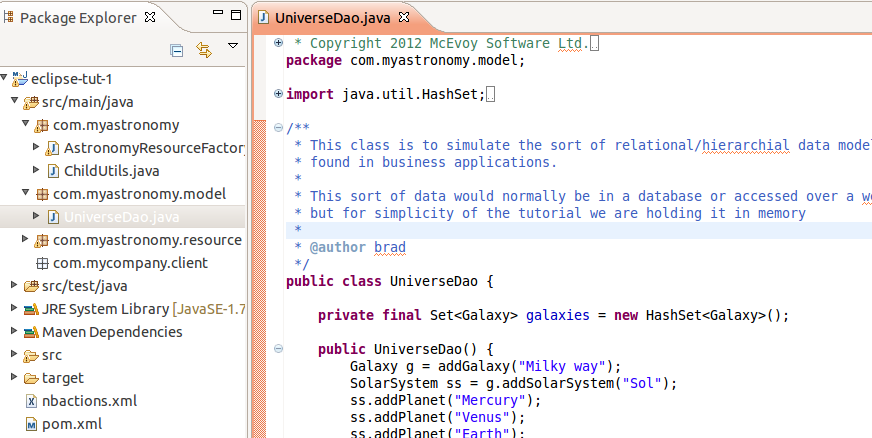 Package Explorer
eclipse-tut-1
src/main/java
com.myastronomy
AstronomyResourceFactor
ChildUtils.java
com.myastronomy.model
UniverseDao.java
com.myastronomy.resource
com.mycompany.client
src/test/java
JRE System Library [JavaSE-1.7
Maven Dependencies
src
target
nbactions.xml
pom.xml
UniverseDao.java
* Copyright 2012 McEvoy Software Ltd.
package com.myastronomy.model;
import java.util.HashSet;
/**
* This class is to simulate the sort of relational/hierarchial data model
* found in business applications.
*
* This sort of data would normally be in a database or accessed over a we
* but for simplicity of the tutorial we are holding it in memory
*
* @author brad
*/
public class UniverseDao {
private final Set<Galaxy> galaxies = new HashSet<Galaxy>();
public UniverseDao() {
Galaxy g = addGalaxy("Milky way");
SolarSystem ss = g.addSolarSystem("Sol");
ss.addPlanet("Mercury");
ss.addPlanet("Venus");
ss.addPlanet("Earth");